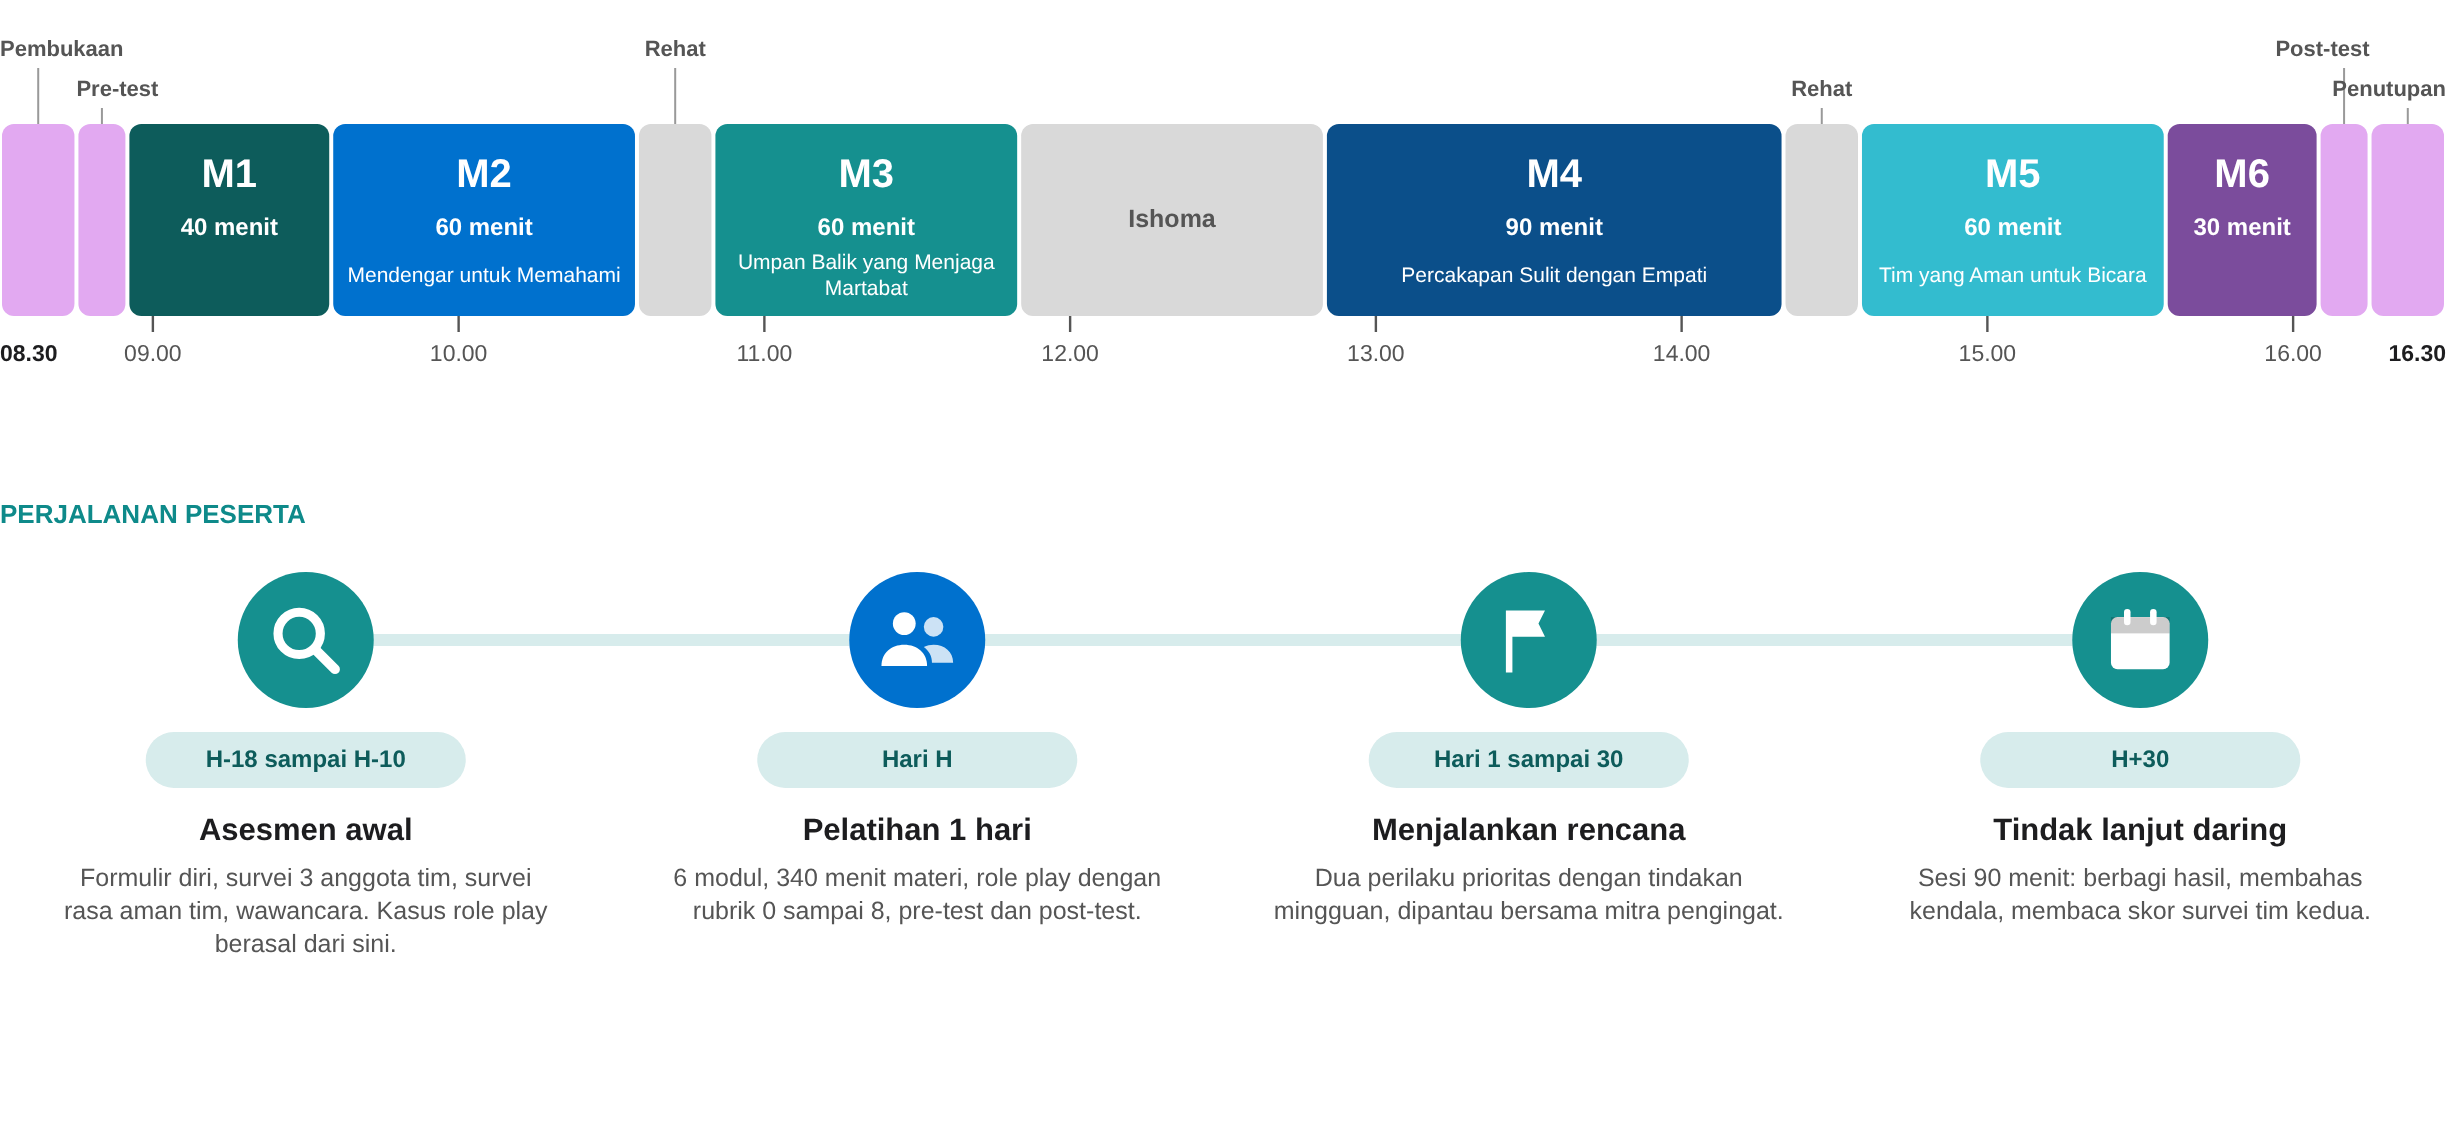 Pembukaan
Rehat
Post-test
Pre-test
Rehat
Penutupan
M1
40 menit
M2
60 menit
Mendengar untuk Memahami
M3
60 menit
Umpan Balik yang Menjaga
Martabat
Ishoma
M4
90 menit
Percakapan Sulit dengan Empati
M5
60 menit
Tim yang Aman untuk Bicara
M6
30 menit
08.30
09.00
10.00
11.00
12.00
13.00
14.00
15.00
16.00
16.30
PERJALANAN PESERTA
H-18 sampai H-10
Asesmen awal
Formulir diri, survei 3 anggota tim, survei
rasa aman tim, wawancara. Kasus role play
berasal dari sini.
Hari H
Pelatihan 1 hari
6 modul, 340 menit materi, role play dengan
rubrik 0 sampai 8, pre-test dan post-test.
Hari 1 sampai 30
Menjalankan rencana
Dua perilaku prioritas dengan tindakan
mingguan, dipantau bersama mitra pengingat.
H+30
Tindak lanjut daring
Sesi 90 menit: berbagi hasil, membahas
kendala, membaca skor survei tim kedua.